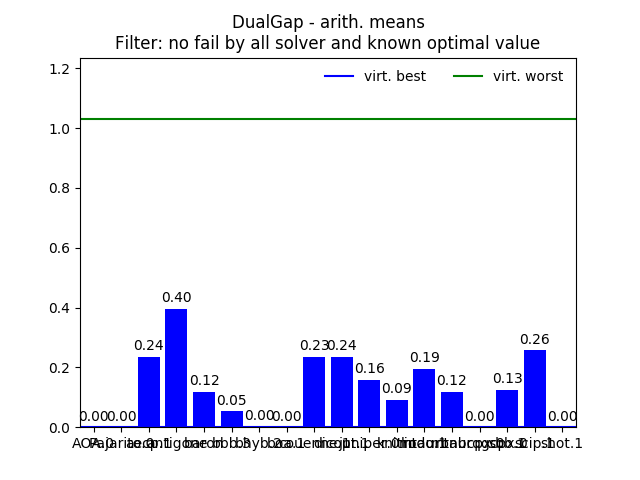 DualGap - arith. means
Filter: no fail by all solver and known optimal value
virt. best virt. worst
1.2
1.0
0.8
0.6
0.4
0.2
0.0
0.00 0.00 0.24 0.40 0.12 0.05 0.00 0.00 0.23 0.24 0.16 0.09 0.19 0.12 0.00 0.13 0.26 0.00